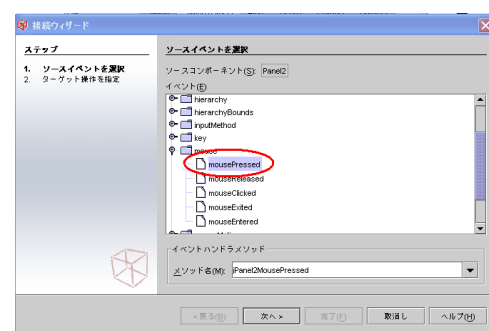 接続ウィザード
ステップ
1. ソースイベントを選択
2. ターゲット操作を指定
ソースイベントを選択
ソースコンポーネント(S): Panel2
イベント(E)
hierarchy
hierarchyBounds
inputMethod
key
mouse
mousePressed
mouseReleased
mouseClicked
mouseExited
mouseEntered
イベントハンドラメソッド
メソッド名(M): jPanel2MousePressed
< 戻る(B) 次へ > 完了(F) 取消し ヘルプ(H)